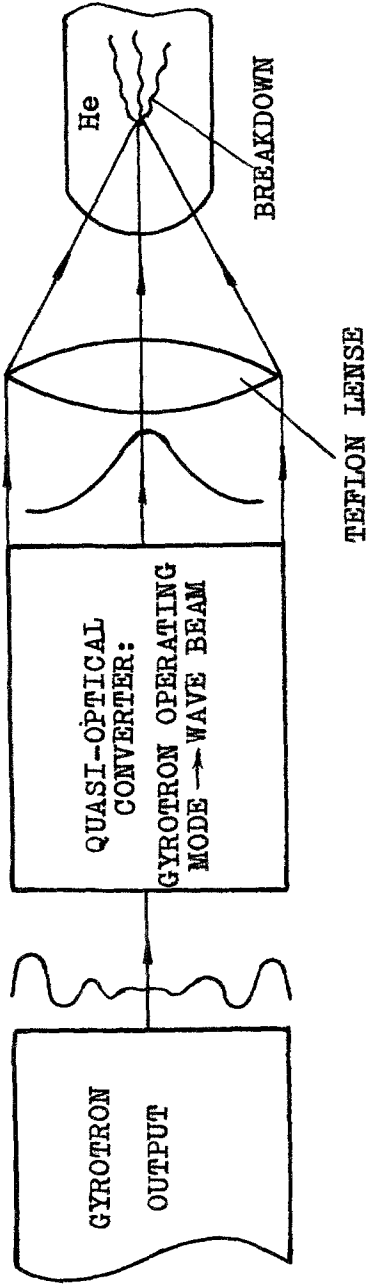 GYROTRON
OUTPUT
QUASI-OPTICAL
CONVERTER:
GYROTRON OPERATING
MODE → WAVE BEAM
TEFLON LENSE
He
BREAKDOWN